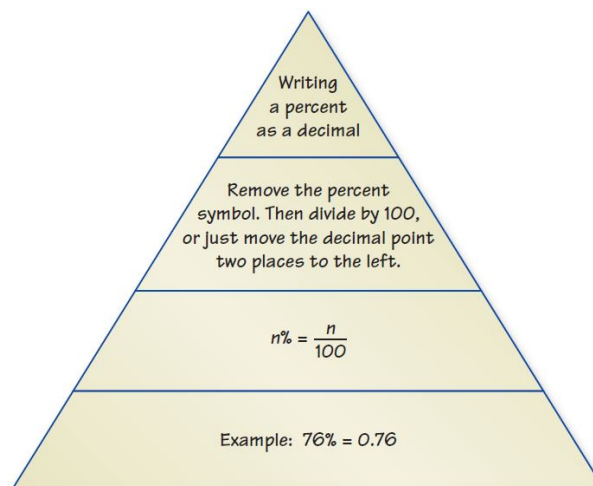 Writing
a percent
as a decimal
Remove the percent
symbol. Then divide by 100,
or just move the decimal point
two places to the left.
n% = n/100
Example: 76% = 0.76